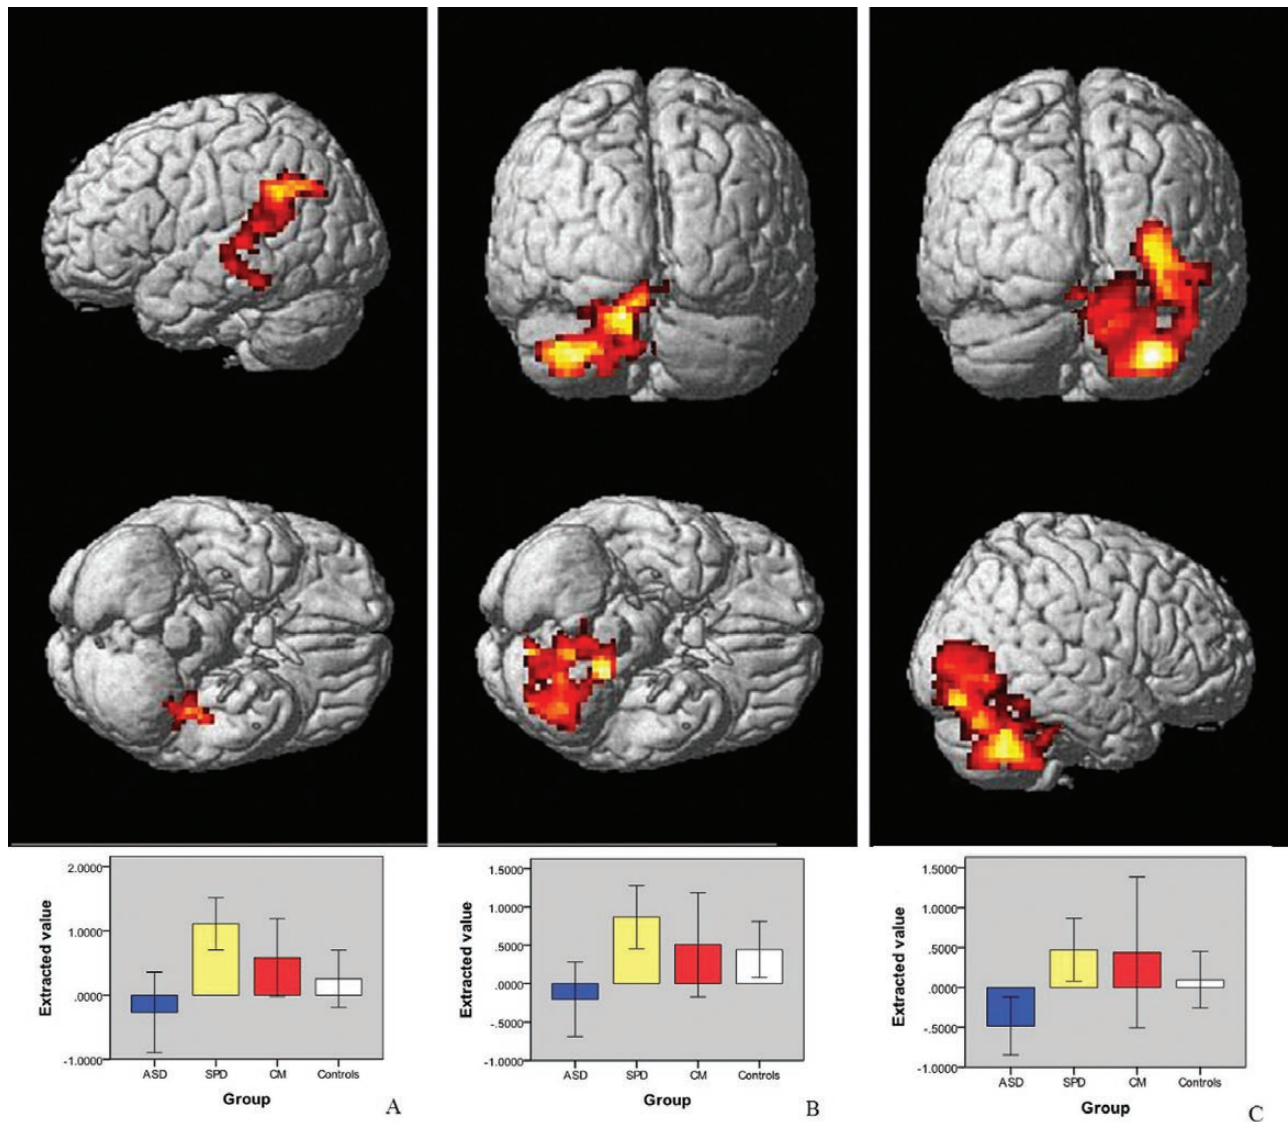 2.0000
1.0000
.0000
-1.0000
Extracted value
ASD SPD CM Controls
Group
A
1.5000
1.0000
.5000
.0000
-.5000
-1.0000
Extracted value
ASD SPD CM Controls
Group
B
1.5000
1.0000
.5000
.0000
-.5000
-1.0000
Extracted value
ASD SPD CM Controls
Group
C